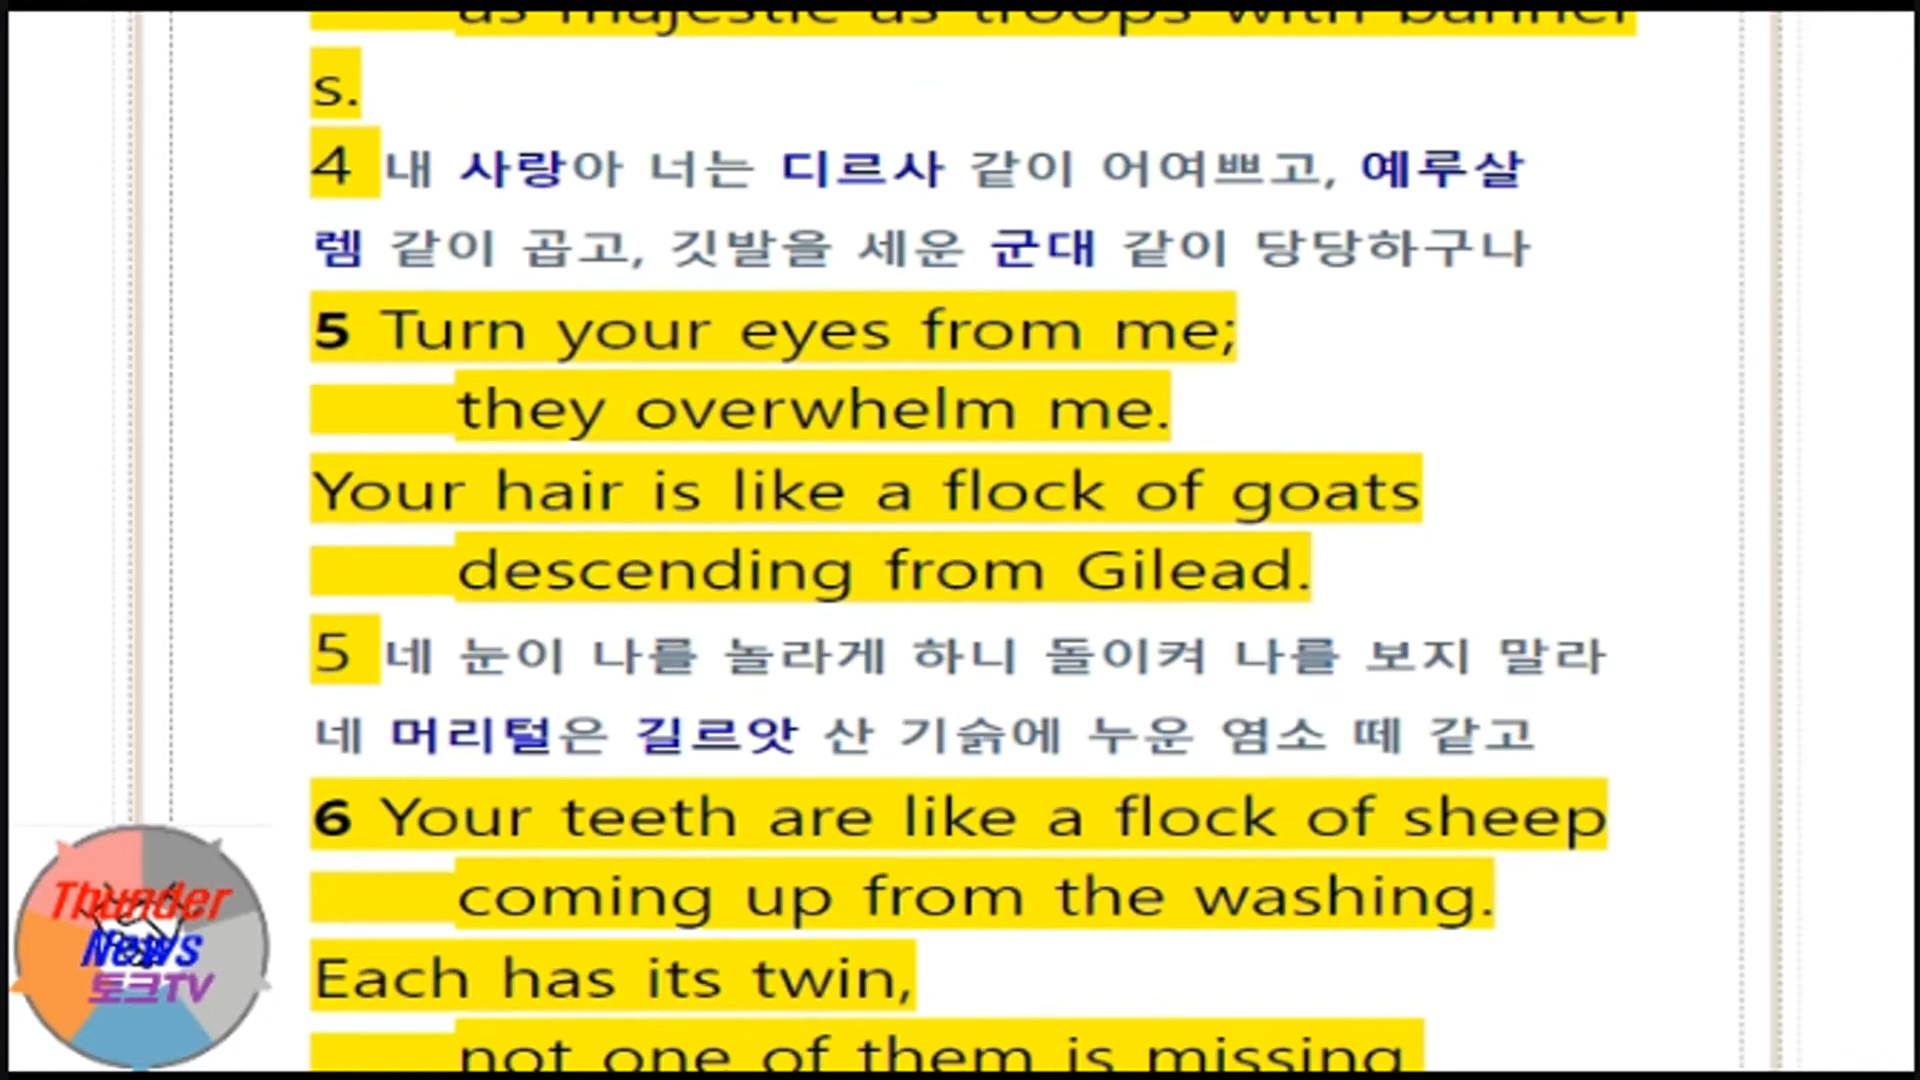 as majestic as troops with banner
s.
4 내 사랑아 너는 디르사 같이 어여쁘고, 예루살
렘 같이 곱고, 깃발을 세운 군대 같이 당당하구나
5 Turn your eyes from me;
they overwhelm me.
Your hair is like a flock of goats
descending from Gilead.
5 네 눈이 나를 놀라게 하니 돌이켜 나를 보지 말라
네 머리털은 길르앗 산 기슭에 누운 염소 떼 같고
6 Your teeth are like a flock of sheep
coming up from the washing.
Each has its twin,
not one of them is missing
Thunder
News
토크TV